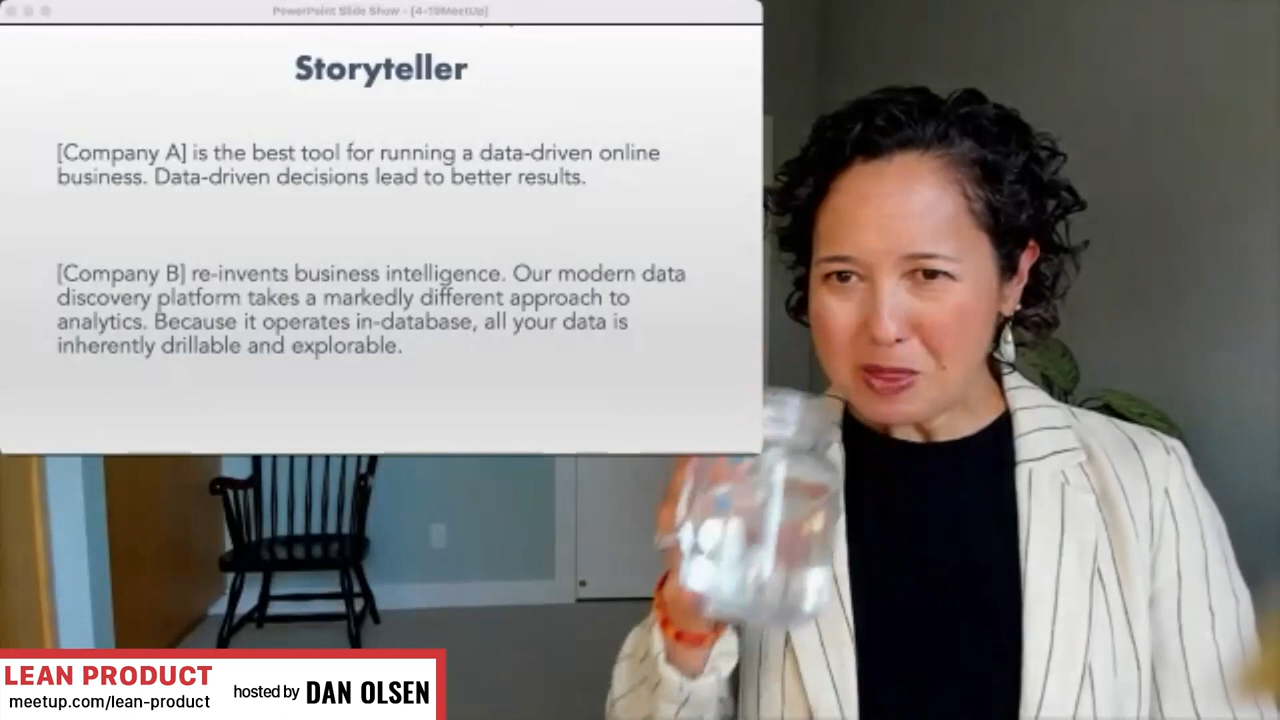 PowerPoint Slide Show - [4-19MeetUp]
Storyteller
[Company A] is the best tool for running a data-driven online
business. Data-driven decisions lead to better results.
[Company B] re-invents business intelligence. Our modern data
discovery platform takes a markedly different approach to
analytics. Because it operates in-database, all your data is
inherently drillable and explorable.
LEAN PRODUCT
meetup.com/lean-product
hosted by DAN OLSEN